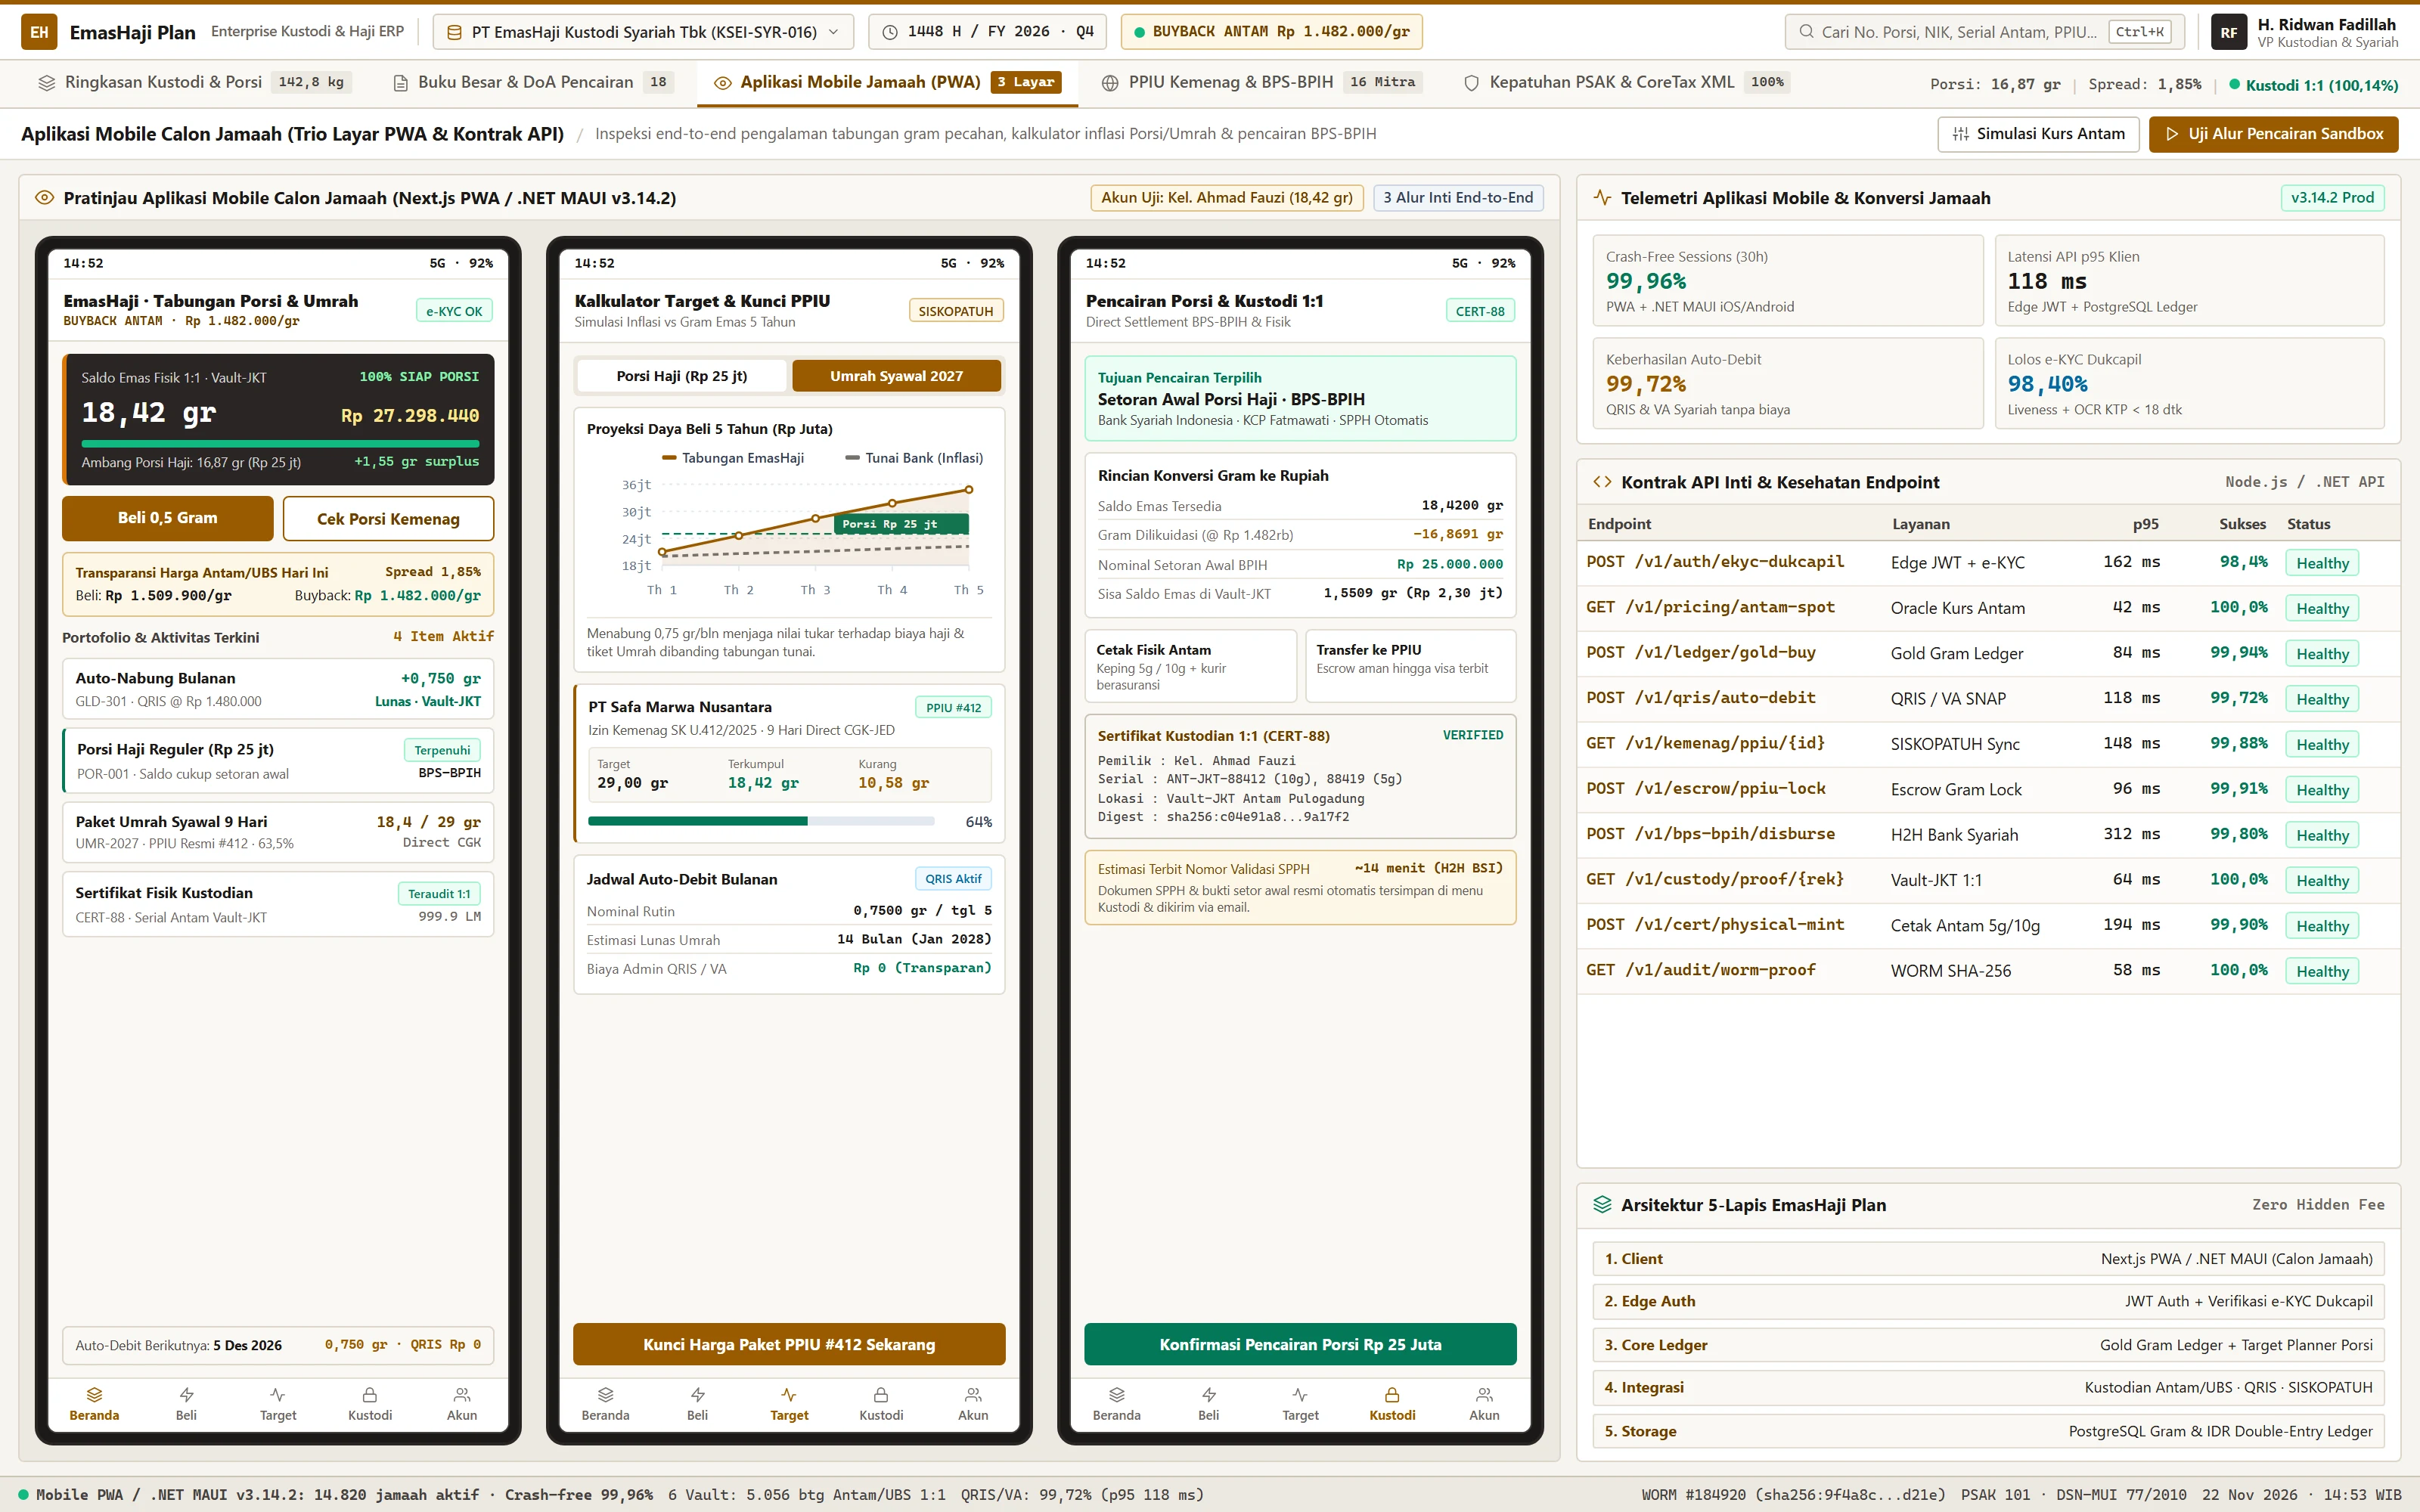 EH EmasHaji Plan Enterprise Kustodi & Haji ERP PT EmasHaji Kustodi Syariah Tbk (KSEI-SYR-016) 1448 H / FY 2026 · Q4 BUYBACK ANTAM Rp 1.482.000/gr Cari No. Porsi, NIK, Serial Antam, PPIU... Ctrl+K RF H. Ridwan Fadillah
VP Kustodian & Syariah
Ringkasan Kustodi & Porsi 142,8 kg Buku Besar & DoA Pencairan 18 Aplikasi Mobile Jamaah (PWA) 3 Layar PPIU Kemenag & BPS-BPIH 16 Mitra Kepatuhan PSAK & CoreTax XML 100% Porsi: 16,87 gr | Spread: 1,85% | Kustodi 1:1 (100,14%)
Aplikasi Mobile Calon Jamaah (Trio Layar PWA & Kontrak API) / Inspeksi end-to-end pengalaman tabungan gram pecahan, kalkulator inflasi Porsi/Umrah & pencairan BPS-BPIH Simulasi Kurs Antam Uji Alur Pencairan Sandbox
Pratinjau Aplikasi Mobile Calon Jamaah (Next.js PWA / .NET MAUI v3.14.2) Akun Uji: Kel. Ahmad Fauzi (18,42 gr) 3 Alur Inti End-to-End
14:52 5G · 92%
EmasHaji · Tabungan Porsi & Umrah
BUYBACK ANTAM · Rp 1.482.000/gr
e-KYC OK
Saldo Emas Fisik 1:1 · Vault-JKT 100% SIAP PORSI
18,42 gr Rp 27.298.440
Ambang Porsi Haji: 16,87 gr (Rp 25 jt) +1,55 gr surplus
Beli 0,5 Gram Cek Porsi Kemenag
Transparansi Harga Antam/UBS Hari Ini Spread 1,85%
Beli: Rp 1.509.900/gr Buyback: Rp 1.482.000/gr
Portofolio & Aktivitas Terkini 4 Item Aktif
Auto-Nabung Bulanan +0,750 gr
GLD-301 · QRIS @ Rp 1.480.000 Lunas · Vault-JKT
Porsi Haji Reguler (Rp 25 jt) Terpenuhi
POR-001 · Saldo cukup setoran awal BPS-BPIH
Paket Umrah Syawal 9 Hari 18,4 / 29 gr
UMR-2027 · PPIU Resmi #412 · 63,5% Direct CGK
Sertifikat Fisik Kustodian Teraudit 1:1
CERT-88 · Serial Antam Vault-JKT 999.9 LM
Auto-Debit Berikutnya: 5 Des 2026 0,750 gr · QRIS Rp 0
Beranda Beli Target Kustodi Akun
14:52 5G · 92%
Kalkulator Target & Kunci PPIU
Simulasi Inflasi vs Gram Emas 5 Tahun
SISKOPATUH
Porsi Haji (Rp 25 jt) Umrah Syawal 2027
Proyeksi Daya Beli 5 Tahun (Rp Juta)
Tabungan EmasHaji Tunai Bank (Inflasi)
36jt
30jt
Porsi Rp 25 jt
24jt
18jt
Th 1 Th 2 Th 3 Th 4 Th 5
Menabung 0,75 gr/bln menjaga nilai tukar terhadap biaya haji &
tiket Umrah dibanding tabungan tunai.
PT Safa Marwa Nusantara PPIU #412
Izin Kemenag SK U.412/2025 · 9 Hari Direct CGK-JED
Target Terkumpul Kurang
29,00 gr 18,42 gr 10,58 gr
64%
Jadwal Auto-Debit Bulanan QRIS Aktif
Nominal Rutin 0,7500 gr / tgl 5
Estimasi Lunas Umrah 14 Bulan (Jan 2028)
Biaya Admin QRIS / VA Rp 0 (Transparan)
Kunci Harga Paket PPIU #412 Sekarang
Beranda Beli Target Kustodi Akun
14:52 5G · 92%
Pencairan Porsi & Kustodi 1:1
Direct Settlement BPS-BPIH & Fisik
CERT-88
Tujuan Pencairan Terpilih
Setoran Awal Porsi Haji · BPS-BPIH
Bank Syariah Indonesia · KCP Fatmawati · SPPH Otomatis
Rincian Konversi Gram ke Rupiah
Saldo Emas Tersedia 18,4200 gr
Gram Dilikuidasi (@ Rp 1.482rb) -16,8691 gr
Nominal Setoran Awal BPIH Rp 25.000.000
Sisa Saldo Emas di Vault-JKT 1,5509 gr (Rp 2,30 jt)
Cetak Fisik Antam
Keping 5g / 10g + kurir
berasuransi
Transfer ke PPIU
Escrow aman hingga visa terbit
Sertifikat Kustodian 1:1 (CERT-88) VERIFIED
Pemilik : Kel. Ahmad Fauzi
Serial : ANT-JKT-88412 (10g), 88419 (5g)
Lokasi : Vault-JKT Antam Pulogadung
Digest : sha256:c04e91a8...9a17f2
Estimasi Terbit Nomor Validasi SPPH ~14 menit (H2H BSI)
Dokumen SPPH & bukti setor awal resmi otomatis tersimpan di menu
Kustodi & dikirim via email.
Konfirmasi Pencairan Porsi Rp 25 Juta
Beranda Beli Target Kustodi Akun
Telemetri Aplikasi Mobile & Konversi Jamaah v3.14.2 Prod
Crash-Free Sessions (30h)
99,96%
PWA + .NET MAUI iOS/Android
Latensi API p95 Klien
118 ms
Edge JWT + PostgreSQL Ledger
Keberhasilan Auto-Debit
99,72%
QRIS & VA Syariah tanpa biaya
Lolos e-KYC Dukcapil
98,40%
Liveness + OCR KTP < 18 dtk
Kontrak API Inti & Kesehatan Endpoint Node.js / .NET API
Endpoint Layanan p95 Sukses Status
POST /v1/auth/ekyc-dukcapil Edge JWT + e-KYC 162 ms 98,4% Healthy
GET /v1/pricing/antam-spot Oracle Kurs Antam 42 ms 100,0% Healthy
POST /v1/ledger/gold-buy Gold Gram Ledger 84 ms 99,94% Healthy
POST /v1/qris/auto-debit QRIS / VA SNAP 118 ms 99,72% Healthy
GET /v1/kemenag/ppiu/{id} SISKOPATUH Sync 148 ms 99,88% Healthy
POST /v1/escrow/ppiu-lock Escrow Gram Lock 96 ms 99,91% Healthy
POST /v1/bps-bpih/disburse H2H Bank Syariah 312 ms 99,80% Healthy
GET /v1/custody/proof/{rek} Vault-JKT 1:1 64 ms 100,0% Healthy
POST /v1/cert/physical-mint Cetak Antam 5g/10g 194 ms 99,90% Healthy
GET /v1/audit/worm-proof WORM SHA-256 58 ms 100,0% Healthy
Arsitektur 5-Lapis EmasHaji Plan Zero Hidden Fee
1. Client Next.js PWA / .NET MAUI (Calon Jamaah)
2. Edge Auth JWT Auth + Verifikasi e-KYC Dukcapil
3. Core Ledger Gold Gram Ledger + Target Planner Porsi
4. Integrasi Kustodian Antam/UBS · QRIS · SISKOPATUH
5. Storage PostgreSQL Gram & IDR Double-Entry Ledger
Mobile PWA / .NET MAUI v3.14.2: 14.820 jamaah aktif · Crash-free 99,96% 6 Vault: 5.056 btg Antam/UBS 1:1 QRIS/VA: 99,72% (p95 118 ms) WORM #184920 (sha256:9f4a8c...d21e) PSAK 101 · DSN-MUI 77/2010 22 Nov 2026 · 14:53 WIB